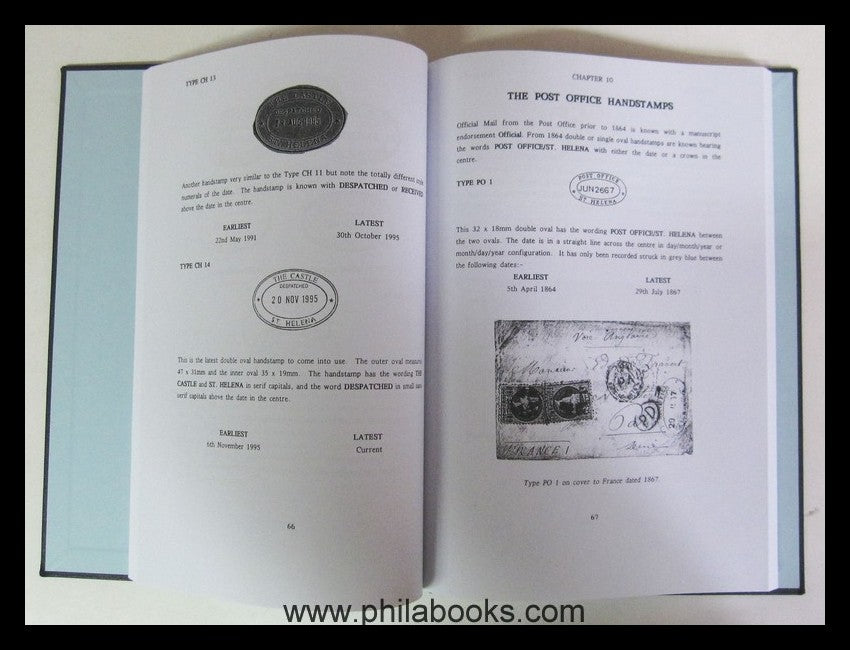 TYPE CH 13
THE CASTLE
DESPATCHED
AUG 1995
ST. HELENA
Another handstamp very similar to the Type CH 11 but note the totally different
numerals of the date. The handstamp is known with DESPATCHED or RECEIVED
above the date in the centre.
EARLIEST LATEST
22nd May 1991 30th October 1995
TYPE CH 14
THE CASTLE
DESPATCHED
20 NOV 1995
ST. HELENA
This is the latest double oval handstamp to come into use. The outer oval measures
47 x 31mm and the inner oval 35 x 19mm. The handstamp has the wording THE
CASTLE and ST. HELENA in serif capitals, and the word DESPATCHED in small sans
serif capitals above the date in the centre.
EARLIEST LATEST
6th November 1995 Current
66
CHAPTER 10
THE POST OFFICE HANDSTAMPS
Official Mail from the Post Office prior to 1864 is known with a manuscript
endorsement Official. From 1864 double or single oval handstamps are known bearing
the words POST OFFICE/ST. HELENA with either the date or a crown in the
centre.
TYPE PO 1
POST OFFICE
JUN2667
ST HELENA
This 32 x 18mm double oval has the wording POST OFFICE/ST. HELENA between
the two ovals. The date is in a straight line across the centre in day/month/year or
month/day/year configuration. It has only been recorded struck in grey blue between
the following dates:-
EARLIEST LATEST
5th April 1864 29th July 1867
Monsieur
PD
FRANCE
Type PO 1 on cover to France dated 1867.
67
www.philabooks.com